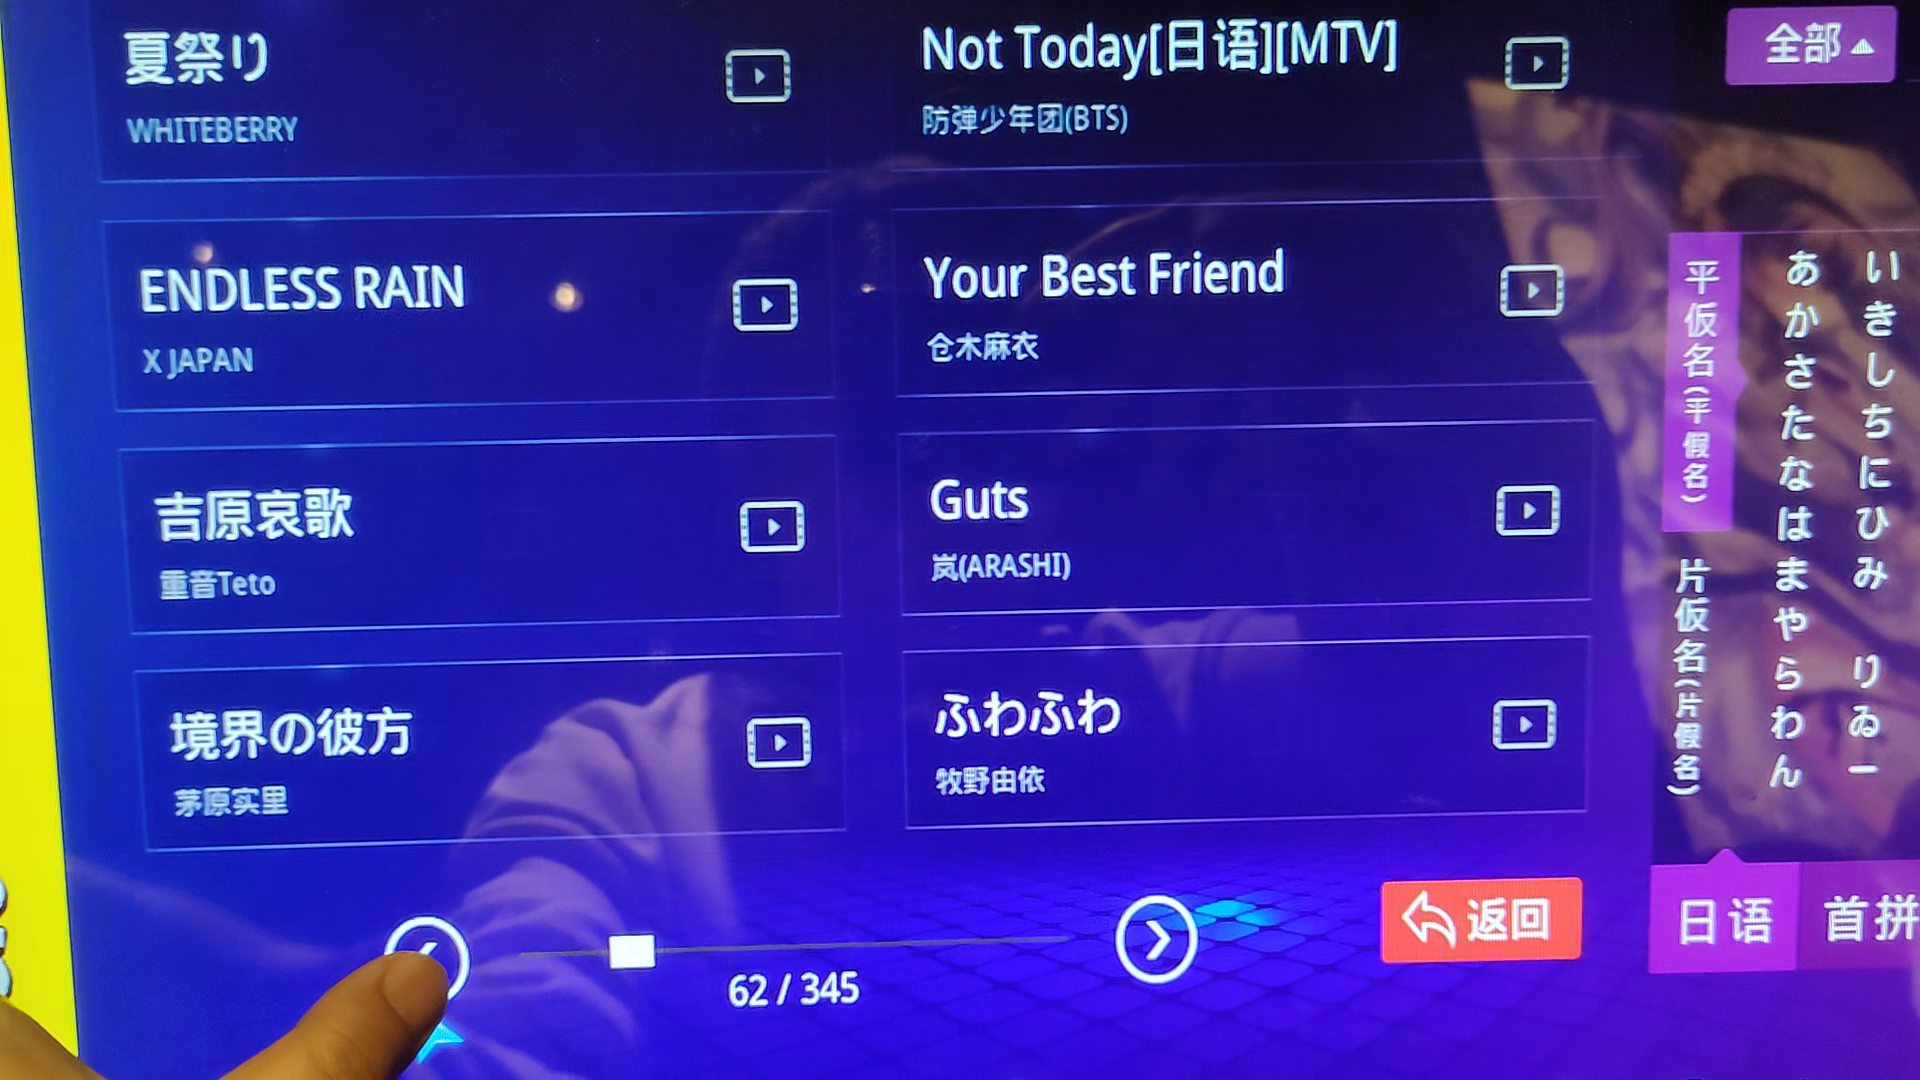 夏祭り
WHITEBERRY
Not Today[日语][MTV]
防弹少年团(BTS)
ENDLESS RAIN
X JAPAN
Your Best Friend
仓木麻衣
吉原哀歌
重音Teto
Guts
岚(ARASHI)
境界の彼方
茅原实里
ふわふわ
牧野由依
62 / 345
返回
全部
平仮名(平假名)
片仮名(片假名)
あかさたなはまやらわん
いきしちにひみ りゐー
日语
首拼